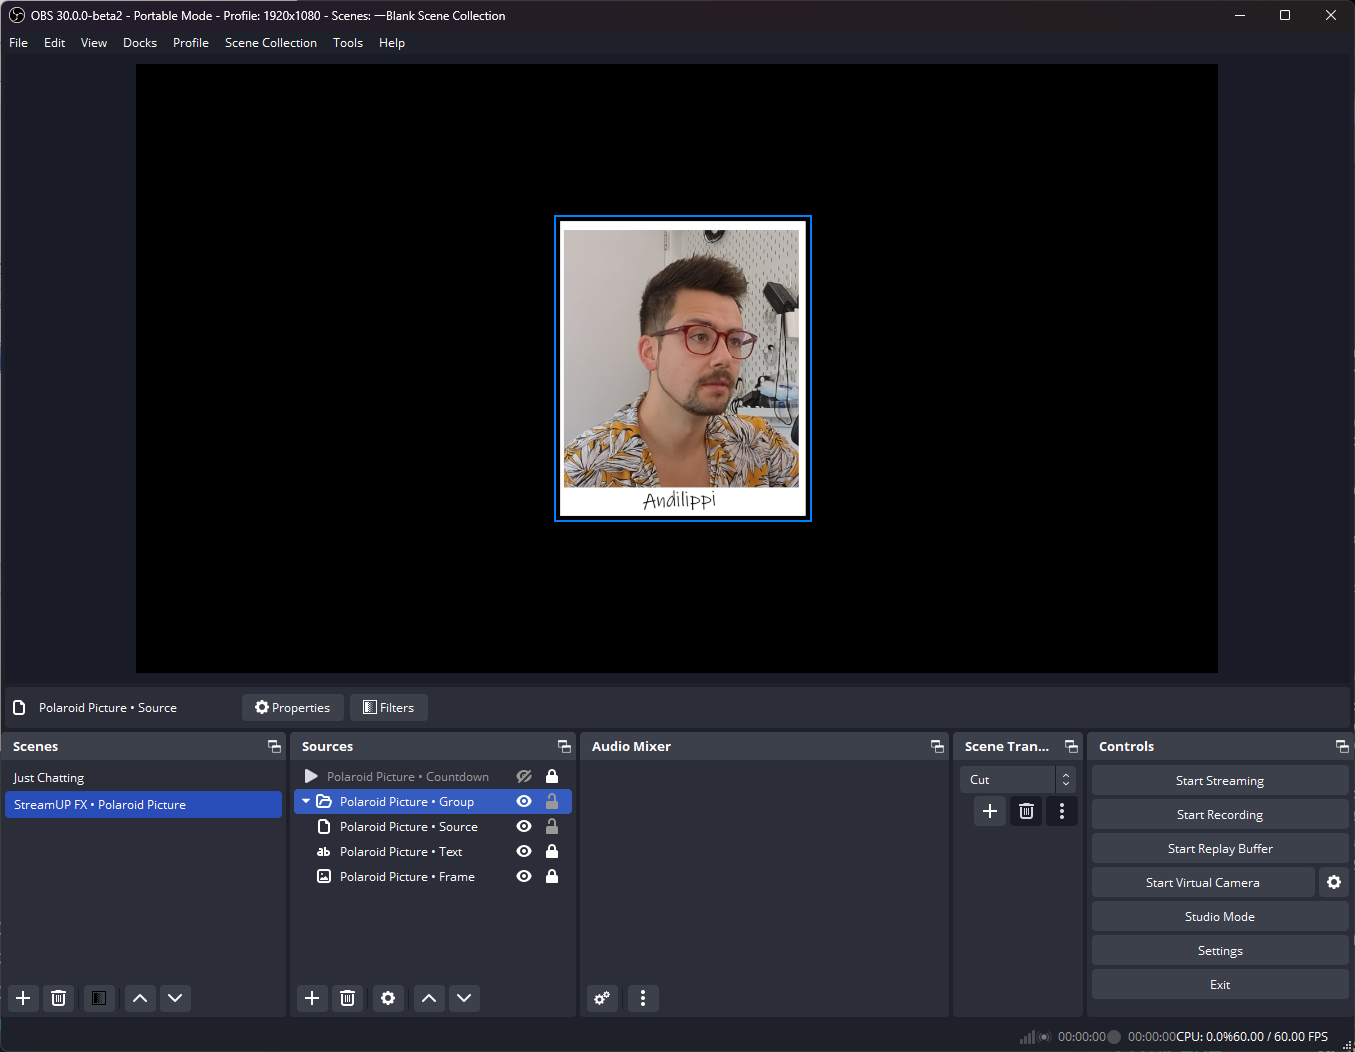 OBS 30.0.0-beta2 - Portable Mode - Profile: 1920x1080 - Scenes: —Blank Scene Collection
File Edit View Docks Profile Scene Collection Tools Help
Andilippi
Polaroid Picture • Source
Properties
Filters
Scenes
Just Chatting
StreamUP FX • Polaroid Picture
Sources
Polaroid Picture • Countdown
Polaroid Picture • Group
Polaroid Picture • Source
ab Polaroid Picture • Text
Polaroid Picture • Frame
Audio Mixer
Scene Tran...
Cut
Controls
Start Streaming
Start Recording
Start Replay Buffer
Start Virtual Camera
Studio Mode
Settings
Exit
00:00:00 00:00:00 CPU: 0.0% 60.00 / 60.00 FPS